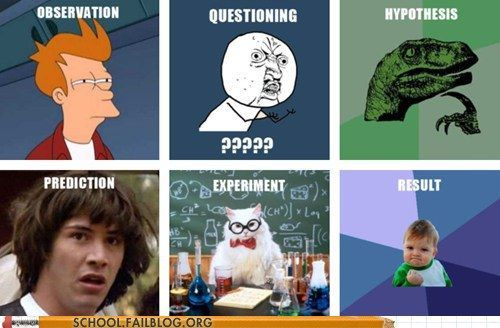 OBSERVATION
QUESTIONING
?????
HYPOTHESIS
PREDICTION
EXPERIMENT
RESULT
SCHOOL.FAILBLOG.ORG